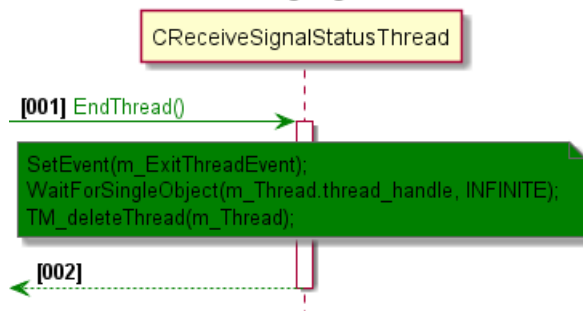 CReceiveSignalStatusThread
[001] EndThread()
SetEvent(m_ExitThreadEvent);
WaitForSingleObject(m_Thread.thread_handle, INFINITE);
TM_deleteThread(m_Thread);
[002]